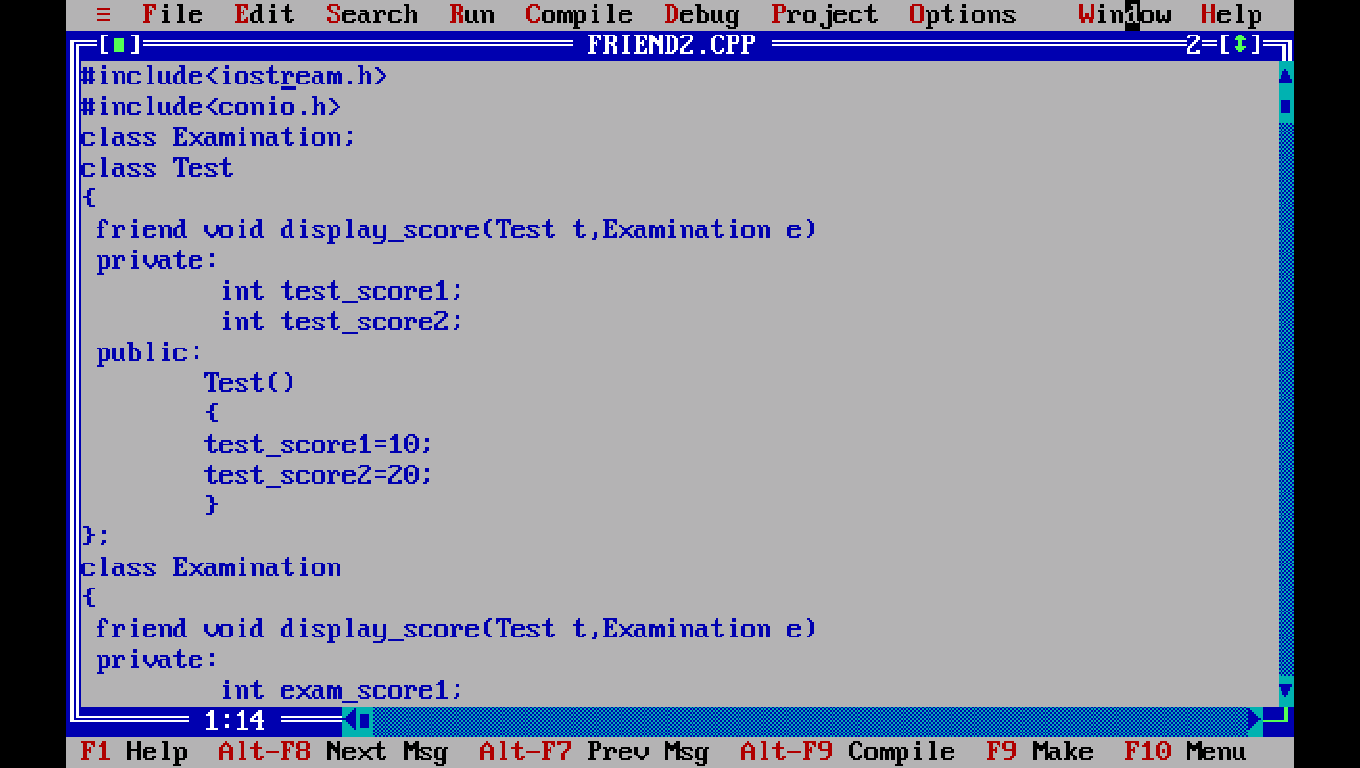 ≡ File Edit Search Run Compile Debug Project Options Window Help
[■] FRIEND2.CPP 2=[↕]
#include<iostream.h>
#include<conio.h>
class Examination;
class Test
{
friend void display_score(Test t,Examination e)
private:
int test_score1;
int test_score2;
public:
Test()
{
test_score1=10;
test_score2=20;
}
};
class Examination
{
friend void display_score(Test t,Examination e)
private:
int exam_score1;
1:14
F1 Help Alt-F8 Next Msg Alt-F7 Prev Msg Alt-F9 Compile F9 Make F10 Menu